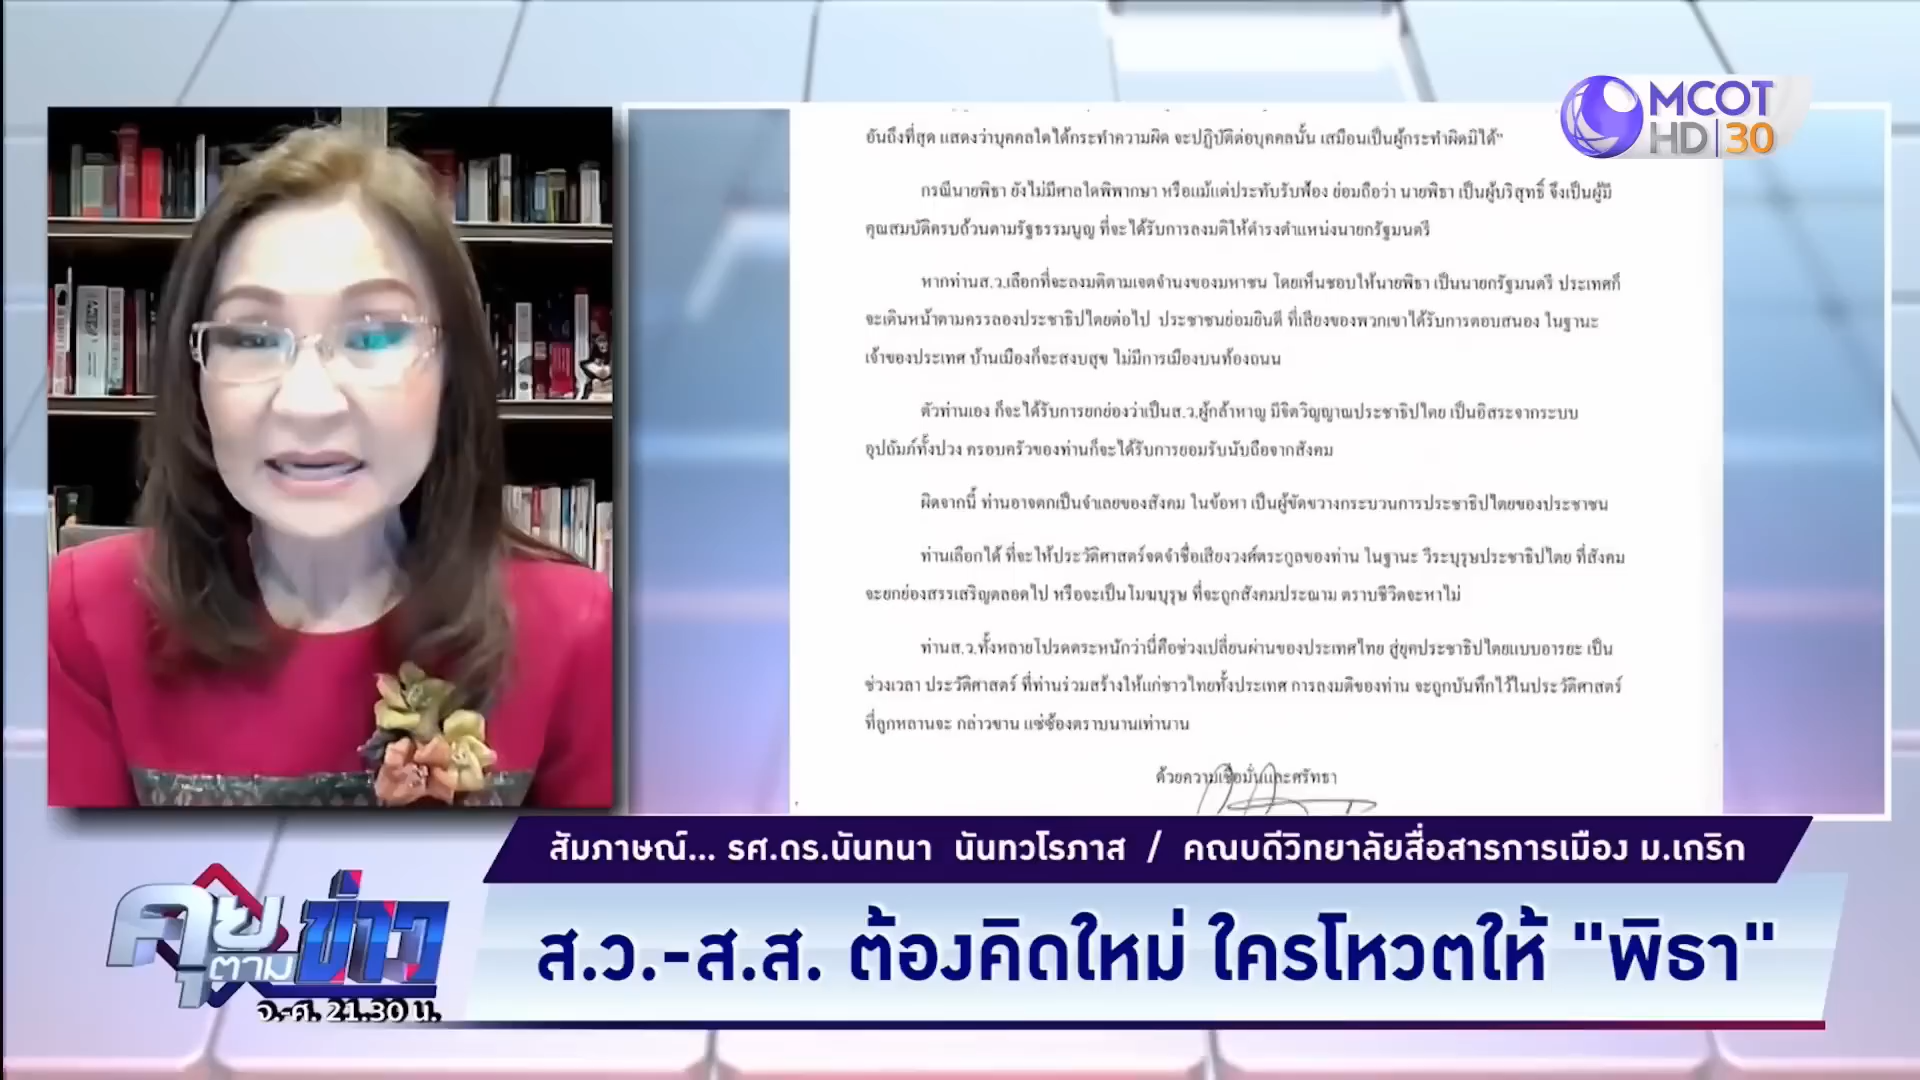 MCOT
HD 30
อันถึงที่สุด แสดงว่าบุคคลใดได้กระทำความผิด จะปฏิบัติต่อบุคคลนั้น เสมือนเป็นผู้กระทำผิดมิได้"
กรณีนายพิธา ยังไม่มีศาลใดพิพากษา หรือแม้แต่ประทับรับฟ้อง ย่อมถือว่า นายพิธา เป็นผู้บริสุทธิ์ จึงเป็นผู้มี
คุณสมบัติครบถ้วนตามรัฐธรรมนูญ ที่จะได้รับการลงมติให้ดำรงตำแหน่งนายกรัฐมนตรี
หากท่านส.ว.เลือกที่จะลงมติตามเจตจำนงของมหาชน โดยเห็นชอบให้นายพิธา เป็นนายกรัฐมนตรี ประเทศก็
จะเดินหน้าตามครรลองประชาธิปไตยต่อไป ประชาชนย่อมยินดี ที่เสียงของพวกเขาได้รับการตอบสนอง ในฐานะ
เจ้าของประเทศ บ้านเมืองก็จะสงบสุข ไม่มีการเมืองบนท้องถนน
ตัวท่านเอง ก็จะได้รับการยกย่องว่าเป็นส.ว.ผู้กล้าหาญ มีจิตวิญญาณประชาธิปไตย เป็นอิสระจากระบบ
อุปถัมภ์ทั้งปวง ครอบครัวของท่านก็จะได้รับการยอมรับนับถือจากสังคม
ผิดจากนี้ ท่านอาจตกเป็นจำเลยของสังคม ในข้อหา เป็นผู้ขัดขวางกระบวนการประชาธิปไตยของประชาชน
ท่านเลือกได้ ที่จะให้ประวัติศาสตร์จดจำชื่อเสียงวงศ์ตระกูลของท่าน ในฐานะ วีระบุรุษประชาธิปไตย ที่สังคม
จะยกย่องสรรเสริญตลอดไป หรือจะเป็นโมฆบุรุษ ที่จะถูกสังคมประณาม ตราบชีวิตจะหาไม่
ท่านส.ว.ทั้งหลายโปรดตระหนักว่านี่คือช่วงเปลี่ยนผ่านของประเทศไทย สู่ยุคประชาธิปไตยแบบอารยะ เป็น
ช่วงเวลา ประวัติศาสตร์ ที่ท่านร่วมสร้างให้แก่ชาวไทยทั้งประเทศ การลงมติของท่าน จะถูกบันทึกไว้ในประวัติศาสตร์
ที่ลูกหลานจะ กล่าวขาน แซ่ซ้องตราบนานเท่านาน
ด้วยความเชื่อมั่นและศรัทธา
สัมภาษณ์... รศ.ดร.นันทนา นันทวโรภาส / คณบดีวิทยาลัยสื่อสารการเมือง ม.เกริก
คุยตามข่าว
จ.-ศ. 21.30 น.
ส.ว.-ส.ส. ต้องคิดใหม่ ใครโหวตให้ "พิธา"